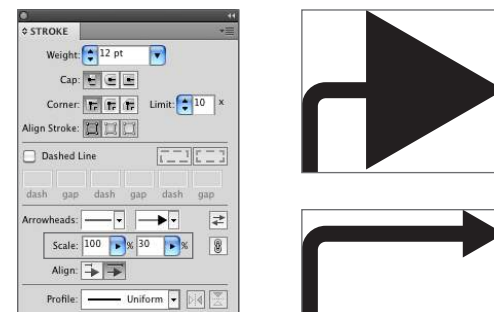 STROKE
Weight: 12 pt
Cap:
Corner: Limit: 10 x
Align Stroke:
Dashed Line
dash gap dash gap dash gap
Arrowheads:
Scale: 100 % 30 %
Align:
Profile: Uniform